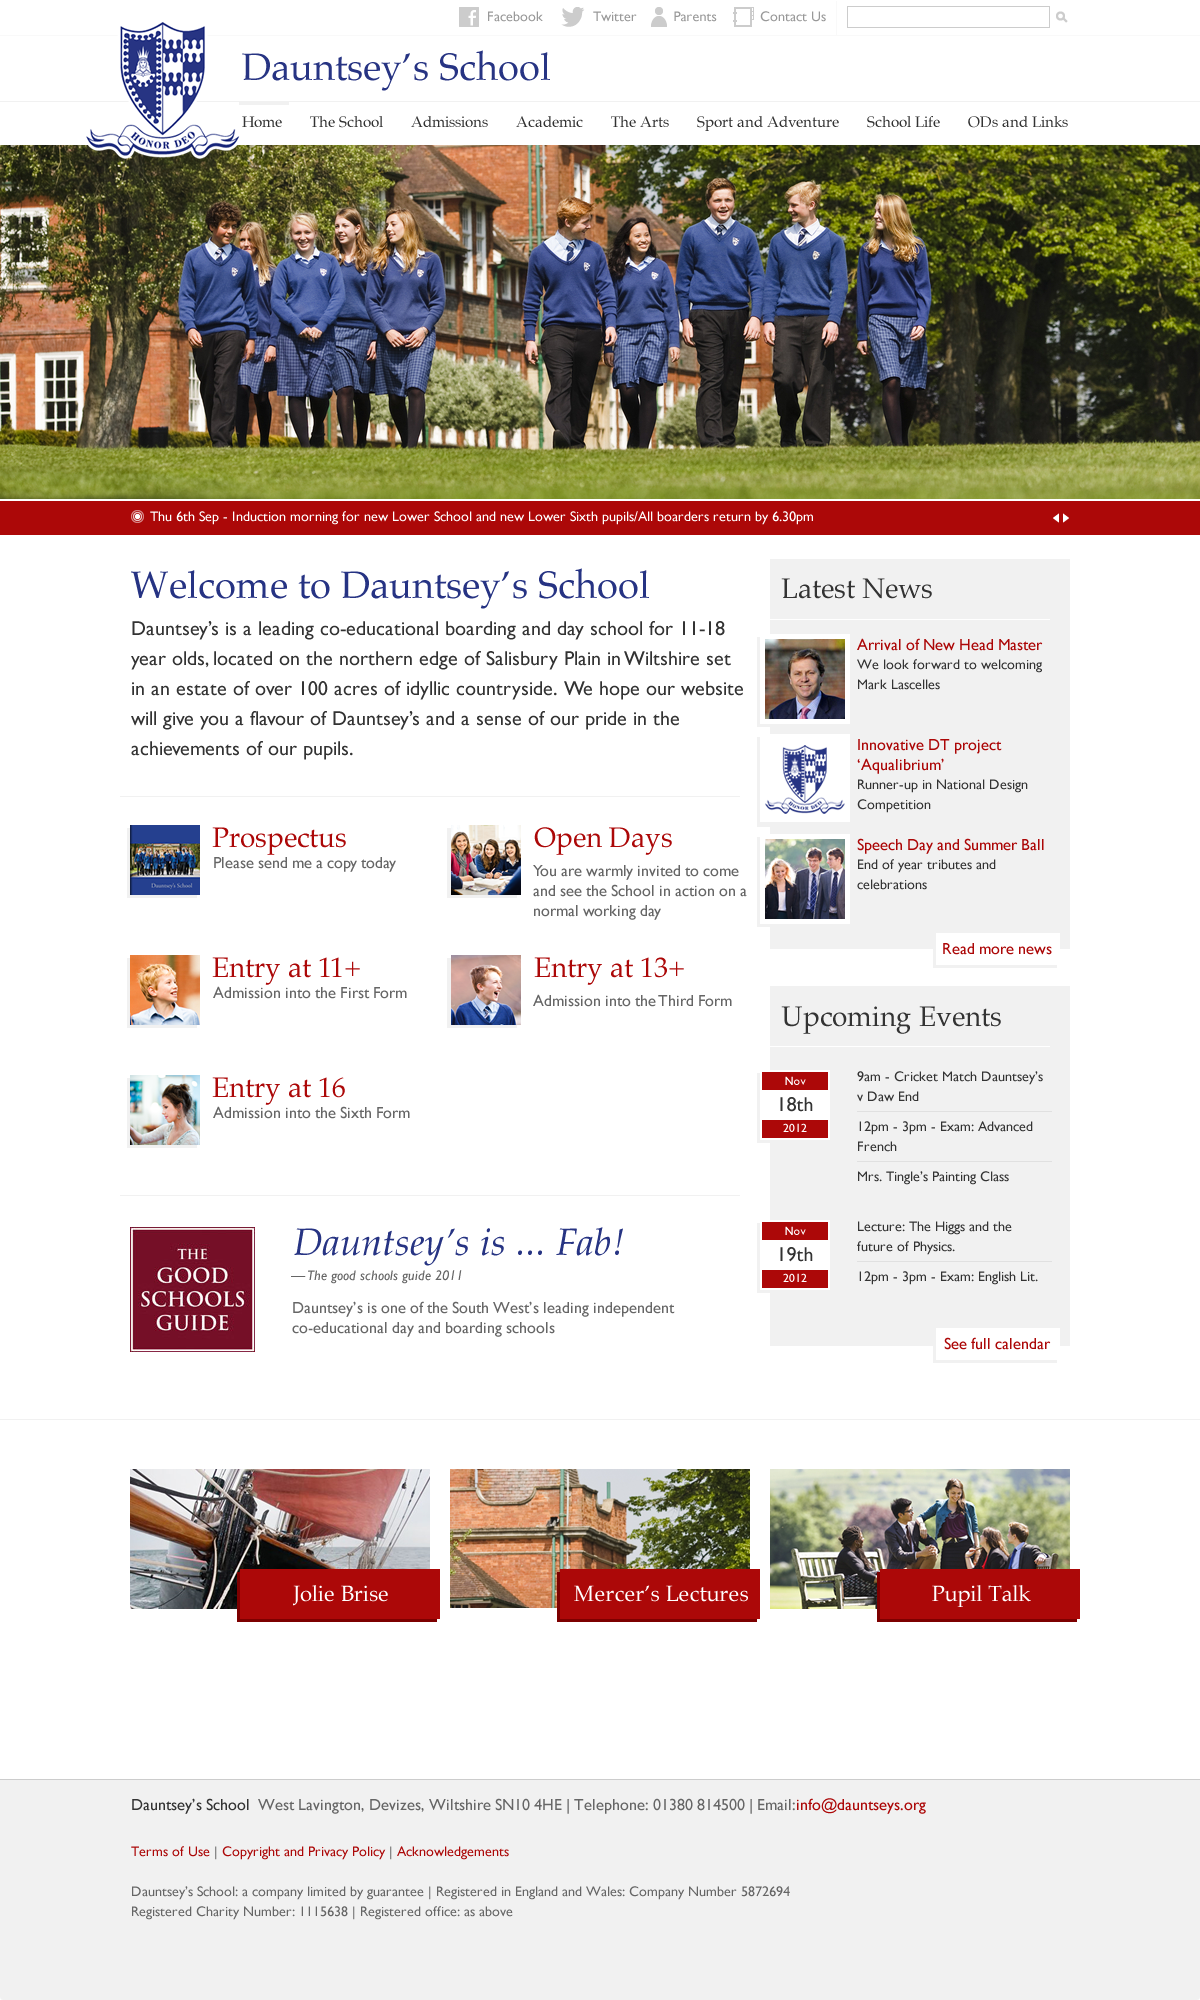 Facebook Twitter Parents Contact Us
Dauntsey's School
HONOR DEO
Home The School Admissions Academic The Arts Sport and Adventure School Life ODs and Links
Thu 6th Sep - Induction morning for new Lower School and new Lower Sixth pupils/All boarders return by 6.30pm
Welcome to Dauntsey's School
Dauntsey's is a leading co-educational boarding and day school for 11-18
year olds, located on the northern edge of Salisbury Plain in Wiltshire set
in an estate of over 100 acres of idyllic countryside. We hope our website
will give you a flavour of Dauntsey's and a sense of our pride in the
achievements of our pupils.
Prospectus
Please send me a copy today
Dauntsey's School
Open Days
You are warmly invited to come
and see the School in action on a
normal working day
Entry at 11+
Admission into the First Form
Entry at 13+
Admission into the Third Form
Entry at 16
Admission into the Sixth Form
THE
GOOD
SCHOOLS
GUIDE
Dauntsey's is ... Fab!
— The good schools guide 2011
Dauntsey's is one of the South West's leading independent
co-educational day and boarding schools
Latest News
Arrival of New Head Master
We look forward to welcoming
Mark Lascelles
HONOR DEO
Innovative DT project
‘Aqualibrium’
Runner-up in National Design
Competition
Speech Day and Summer Ball
End of year tributes and
celebrations
Read more news
Upcoming Events
Nov
18th
2012
9am - Cricket Match Dauntsey's
v Daw End
12pm - 3pm - Exam: Advanced
French
Mrs. Tingle's Painting Class
Nov
19th
2012
Lecture: The Higgs and the
future of Physics.
12pm - 3pm - Exam: English Lit.
See full calendar
Jolie Brise
Mercer's Lectures
Pupil Talk
Dauntsey's School West Lavington, Devizes, Wiltshire SN10 4HE | Telephone: 01380 814500 | Email:info@dauntseys.org
Terms of Use | Copyright and Privacy Policy | Acknowledgements
Dauntsey's School: a company limited by guarantee | Registered in England and Wales: Company Number 5872694
Registered Charity Number: 1115638 | Registered office: as above